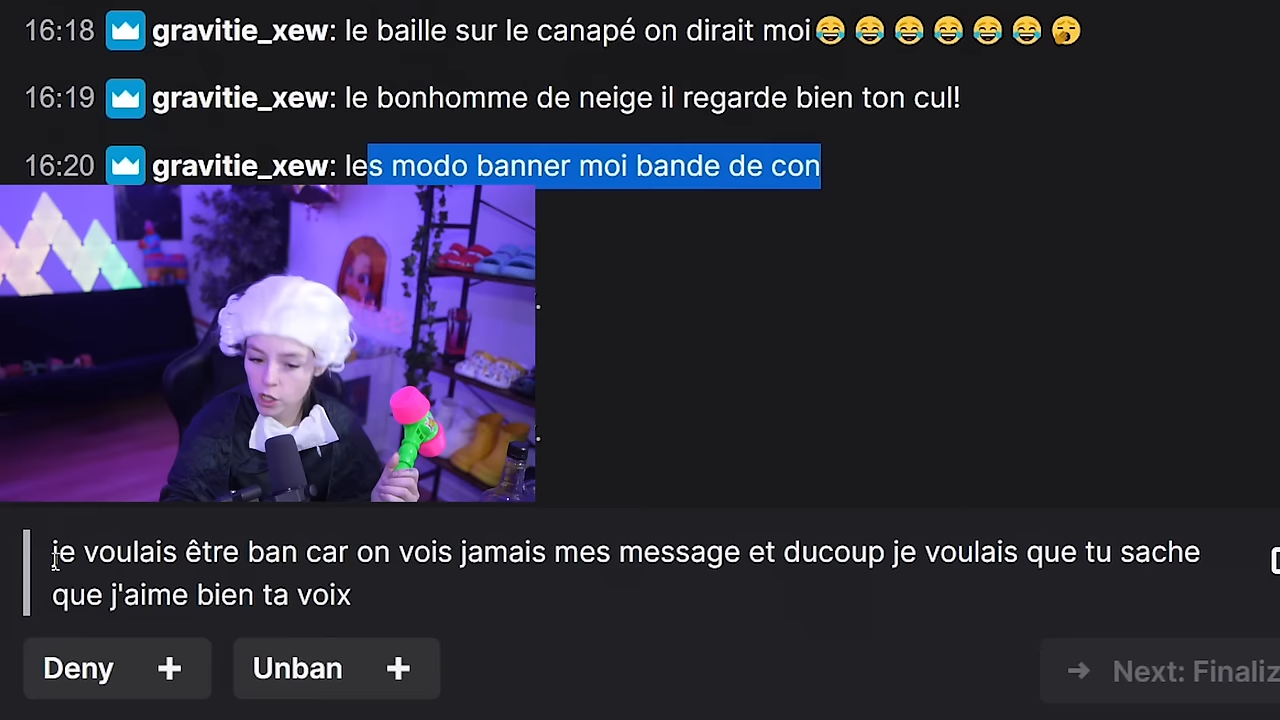 16:18 gravitie_xew: le baille sur le canapé on dirait moi😂😂😂😂😂😂🥱
16:19 gravitie_xew: le bonhomme de neige il regarde bien ton cul!
16:20 gravitie_xew: les modo banner moi bande de con
je voulais être ban car on vois jamais mes message et ducoup je voulais que tu sache
que j'aime bien ta voix
Deny + Unban + → Next: Finaliz